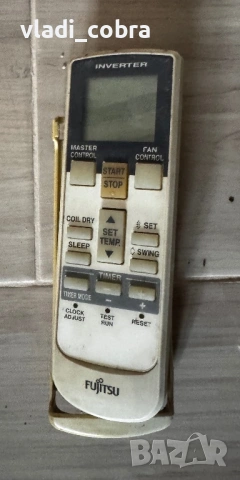 vladi_cobra
INVERTER
MASTER CONTROL
FAN CONTROL
START
STOP
COIL DRY
SET
SET TEMP.
SLEEP
SWING
TIMER
TIMER MODE
−
+
CLOCK ADJUST
TEST RUN
RESET
FUJITSU
BAZAR